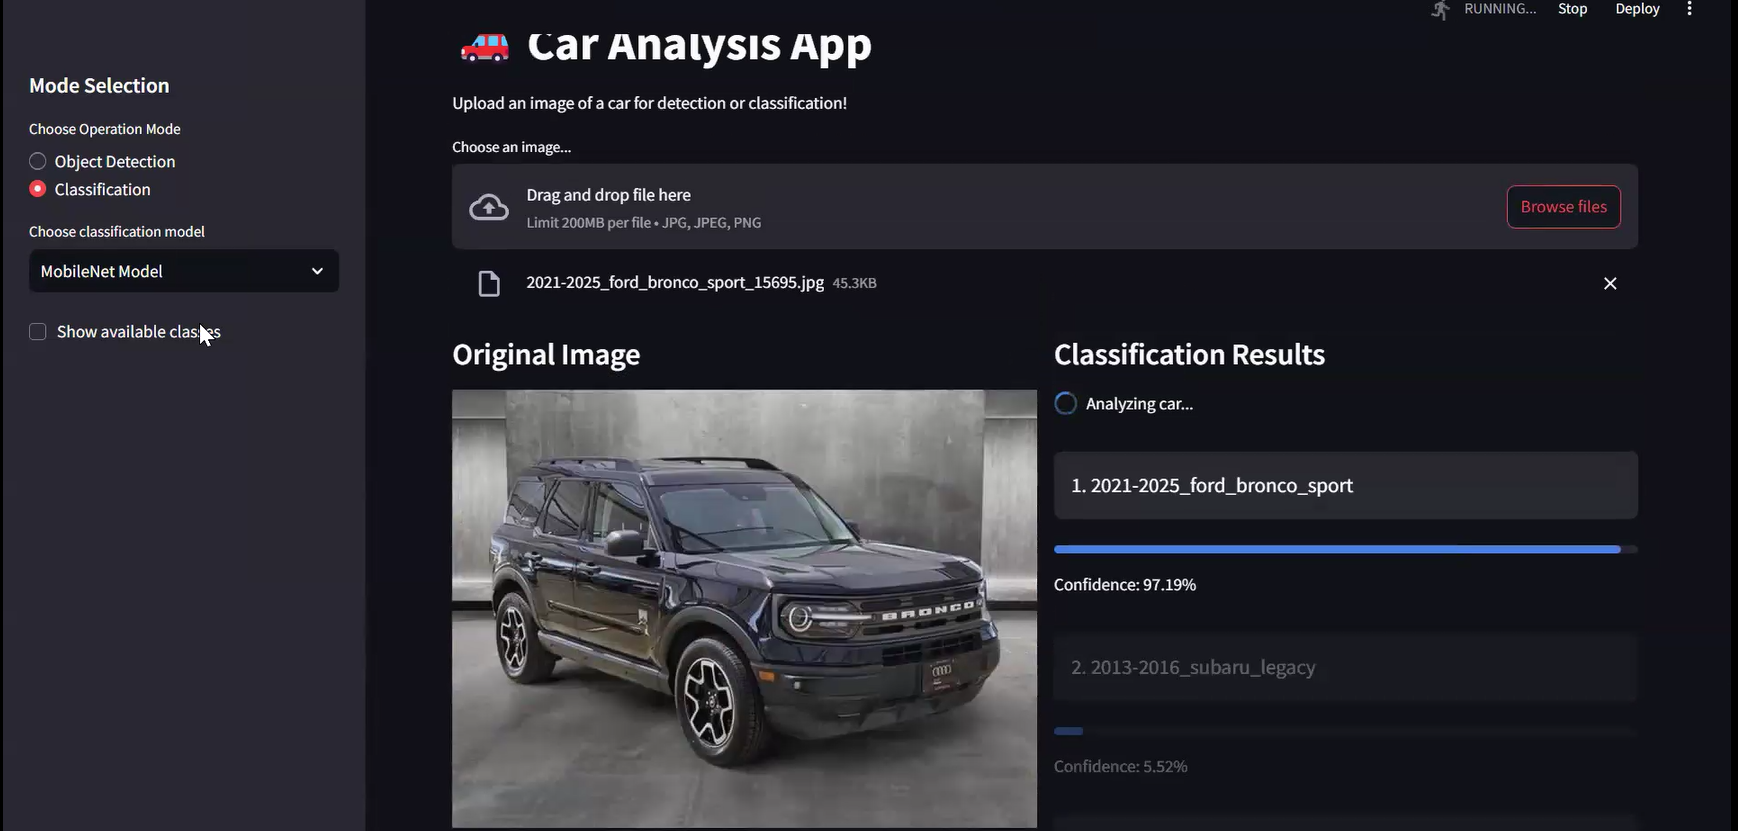 RUNNING...
Stop
Deploy
Car Analysis App
Upload an image of a car for detection or classification!
Mode Selection
Choose Operation Mode
Object Detection
Classification
Choose classification model
MobileNet Model
Show available classes
Choose an image...
Drag and drop file here
Limit 200MB per file • JPG, JPEG, PNG
Browse files
2021-2025_ford_bronco_sport_15695.jpg 45.3KB
Original Image
BRONCO
Classification Results
Analyzing car...
1. 2021-2025_ford_bronco_sport
Confidence: 97.19%
2. 2013-2016_subaru_legacy
Confidence: 5.52%